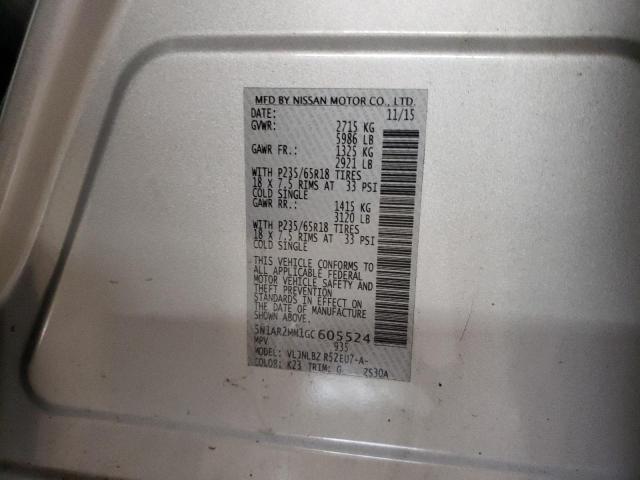 MFD BY NISSAN MOTOR CO., LTD.
DATE: 11/15
GVWR: 2715 KG
5986 LB
GAWR FR.: 1325 KG
2921 LB
WITH P235/65R18 TIRES
18 X 7.5 RIMS AT 33 PSI
COLD SINGLE
GAWR RR.: 1415 KG
3120 LB
WITH P235/65R18 TIRES
18 X 7.5 RIMS AT 33 PSI
COLD SINGLE
THIS VEHICLE CONFORMS TO
ALL APPLICABLE FEDERAL
MOTOR VEHICLE SAFETY AND
THEFT PREVENTION
STANDARDS IN EFFECT ON
THE DATE OF MANUFACTURE
SHOWN ABOVE.
5N1AR2MM1GC605524
MPV 935
MODEL: R52EU7-A-
COLOR: K23 TRIM: G 2S30A